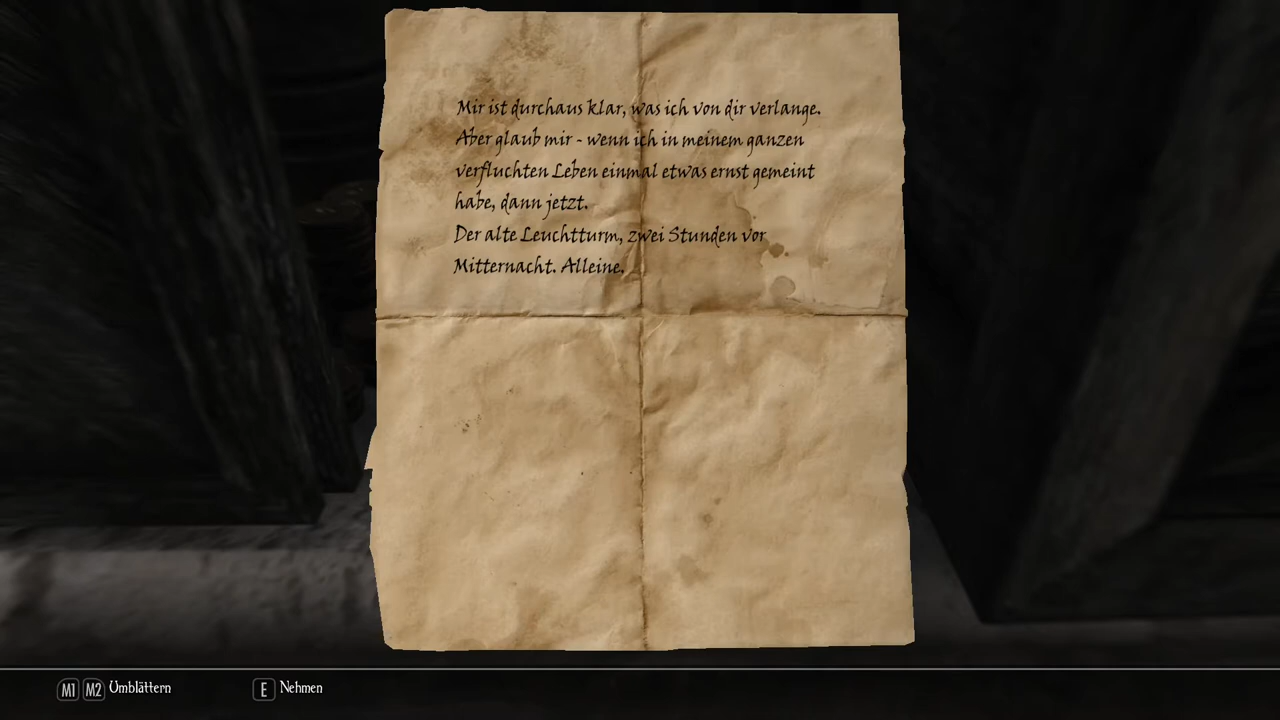 Mir ist durchaus klar, was ich von dir verlange.
Aber glaub mir - wenn ich in meinem ganzen
verfluchten Leben einmal etwas ernst gemeint
habe, dann jetzt.
Der alte Leuchtturm, zwei Stunden vor
Mitternacht. Alleine.
M1 M2 Umblättern E Nehmen